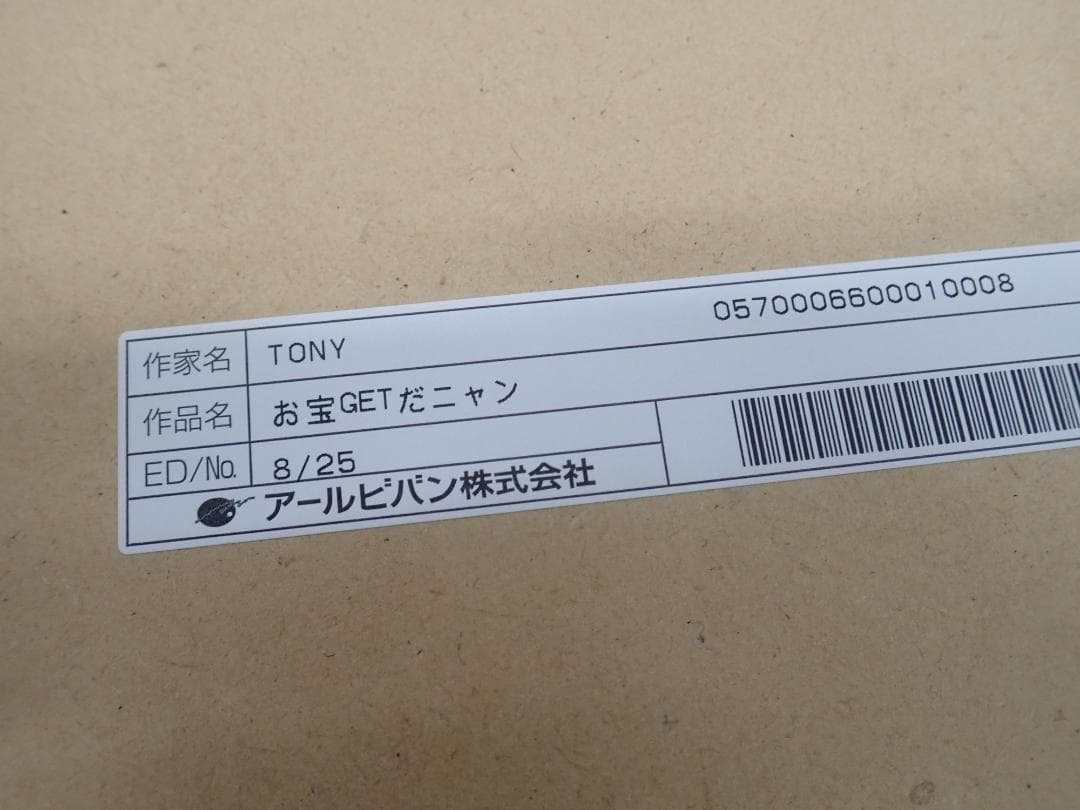 作家名 TONY 0570006600010008
作品名 お宝GETだニャン
ED/No. 8/25
アールビバン株式会社